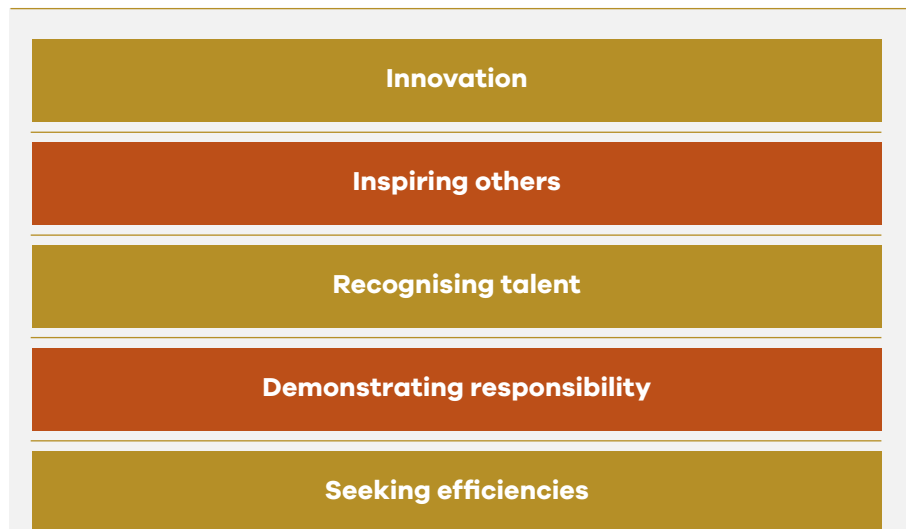 Innovation
Inspiring others
Recognising talent
Demonstrating responsibility
Seeking efficiencies